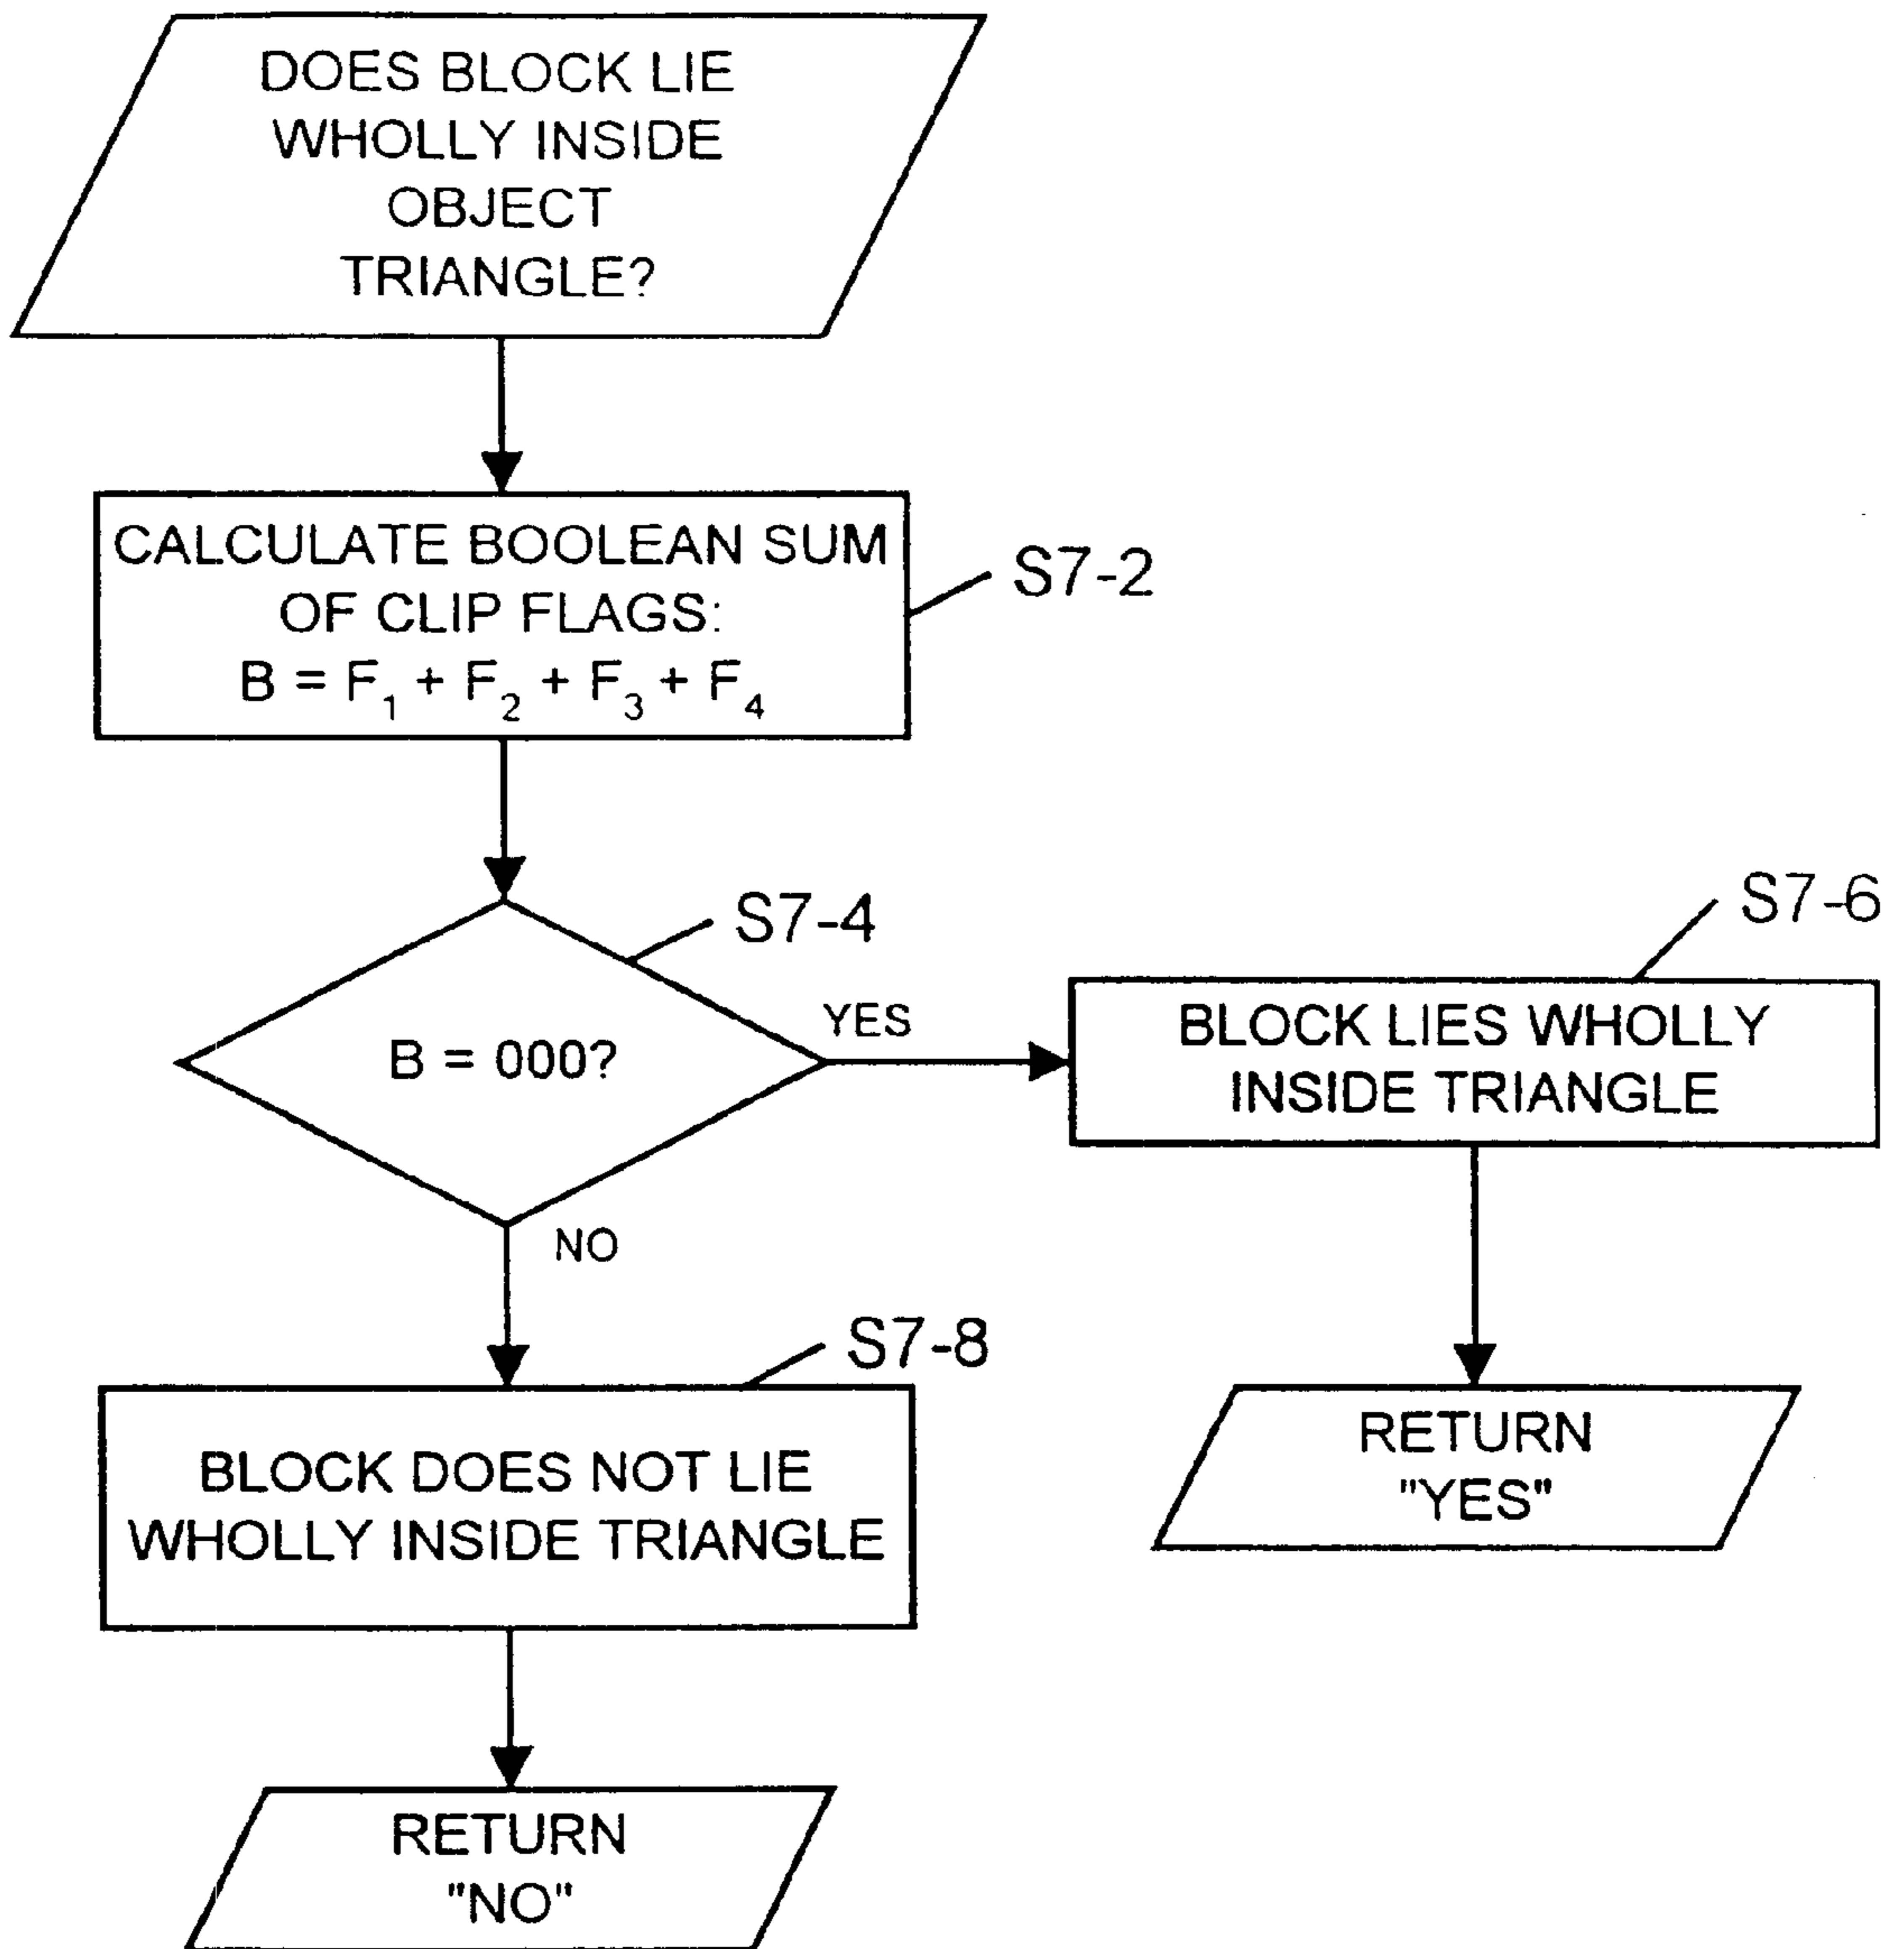 DOES BLOCK LIE
WHOLLY INSIDE
OBJECT
TRIANGLE?
CALCULATE BOOLEAN SUM
OF CLIP FLAGS:
B = F₁ + F₂ + F₃ + F₄
S7-2
S7-4
B = 000?
YES
S7-6
BLOCK LIES WHOLLY
INSIDE TRIANGLE
NO
S7-8
BLOCK DOES NOT LIE
WHOLLY INSIDE TRIANGLE
RETURN
"YES"
RETURN
"NO"